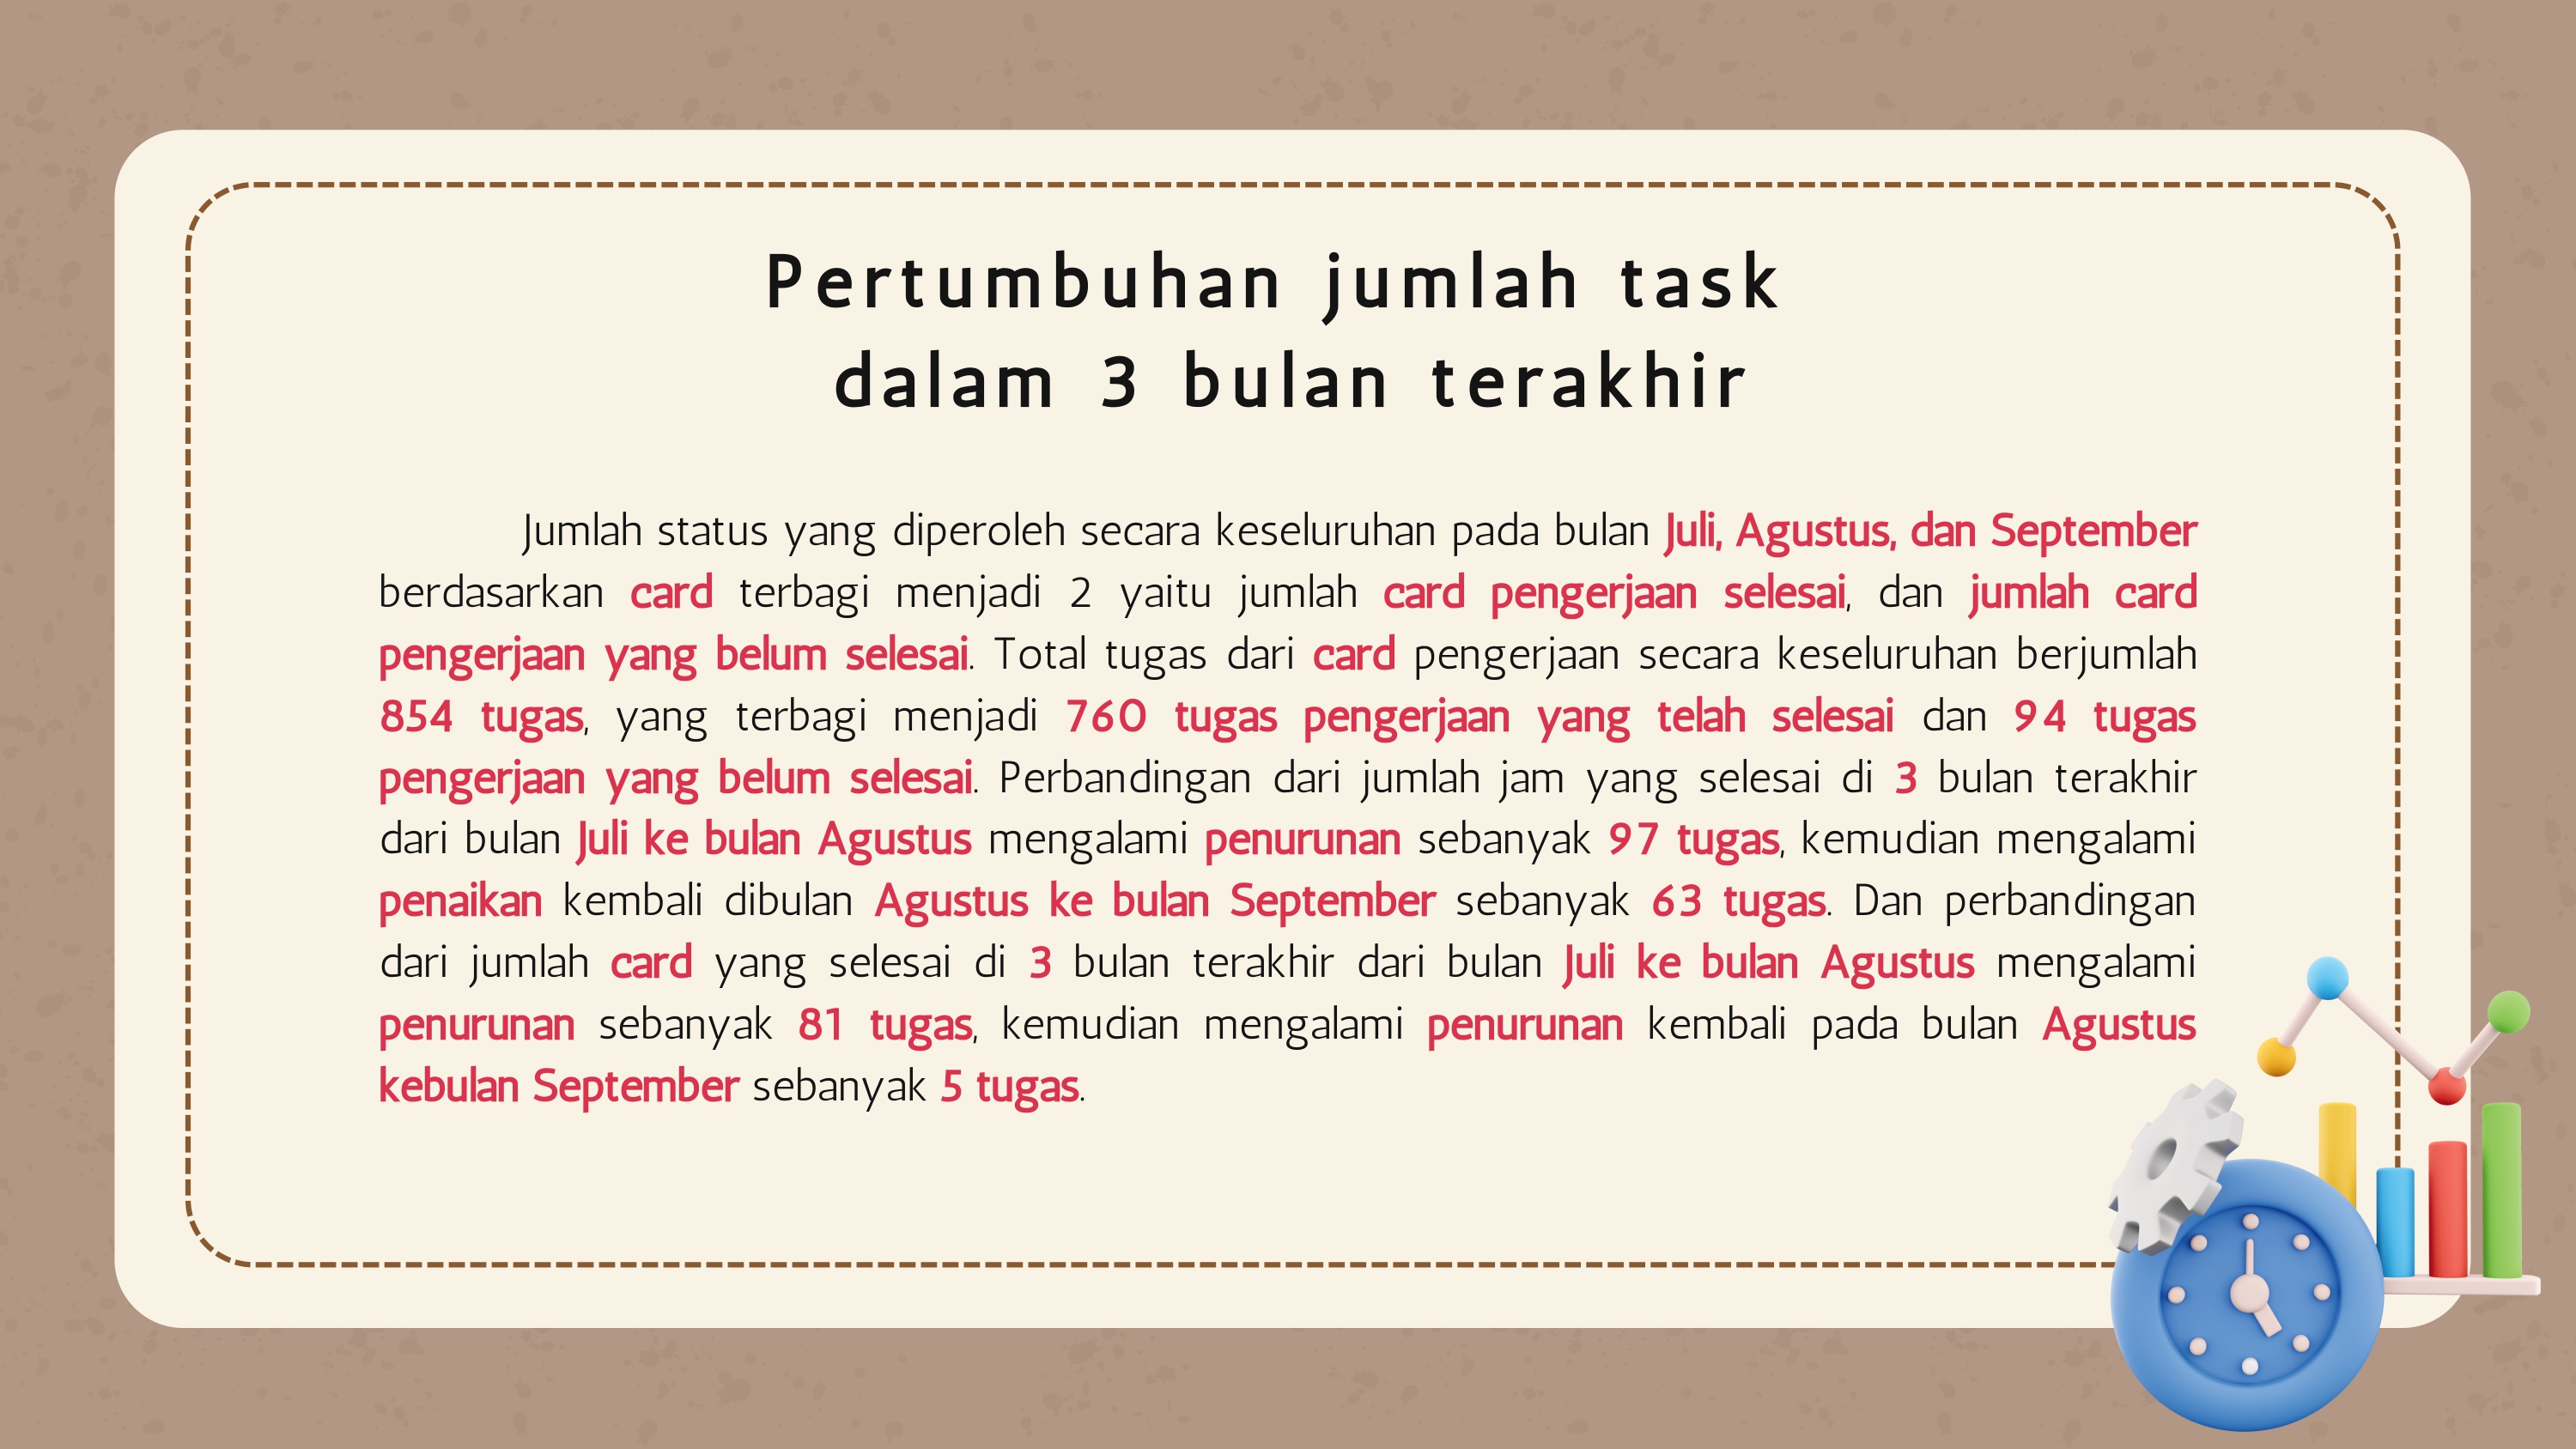 Pertumbuhan jumlah task
dalam 3 bulan terakhir
Jumlah status yang diperoleh secara keseluruhan pada bulan Juli, Agustus, dan September
berdasarkan card terbagi menjadi 2 yaitu jumlah card pengerjaan selesai, dan jumlah card
pengerjaan yang belum selesai. Total tugas dari card pengerjaan secara keseluruhan berjumlah
854 tugas, yang terbagi menjadi 760 tugas pengerjaan yang telah selesai dan 94 tugas
pengerjaan yang belum selesai. Perbandingan dari jumlah jam yang selesai di 3 bulan terakhir
dari bulan Juli ke bulan Agustus mengalami penurunan sebanyak 97 tugas, kemudian mengalami
penaikan kembali dibulan Agustus ke bulan September sebanyak 63 tugas. Dan perbandingan
dari jumlah card yang selesai di 3 bulan terakhir dari bulan Juli ke bulan Agustus mengalami
penurunan sebanyak 81 tugas, kemudian mengalami penurunan kembali pada bulan Agustus
kebulan September sebanyak 5 tugas.